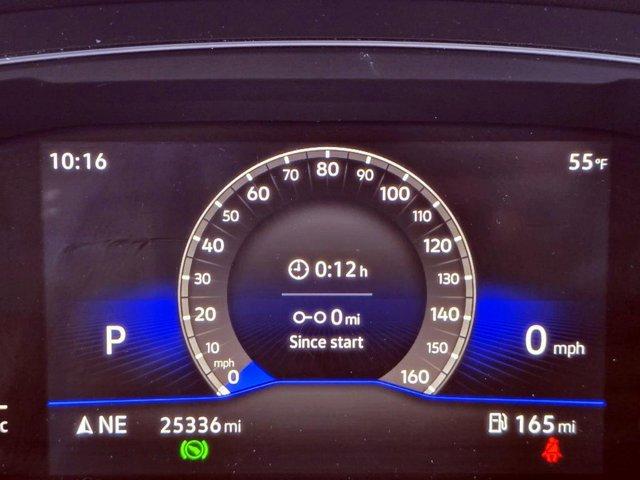 10:16
55°F
80
70 90
60 100
50 110
40 120
30 130
20 140
10 150
mph
0 160
0:12 h
0 mi
Since start
P
0 mph
c
NE
25336 mi
165 mi